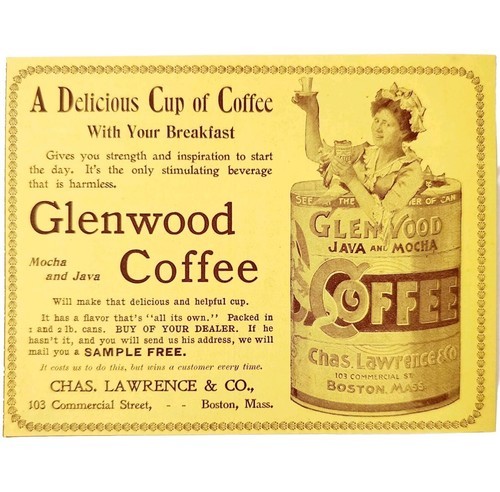 A Delicious Cup of Coffee
With Your Breakfast
Gives you strength and inspiration to start
the day. It's the only stimulating beverage
that is harmless.
Glenwood
Mocha
and Java
Coffee
Will make that delicious and helpful cup.
It has a flavor that's "all its own." Packed in
1 and 2 lb. cans. BUY OF YOUR DEALER. If he
hasn't it, and you will send us his address, we will
mail you a SAMPLE FREE.
It costs us to do this, but wins a customer every time.
CHAS. LAWRENCE & CO.,
103 Commercial Street, - - Boston, Mass.
SEE THE ER OF CAN
GLENWOOD
JAVA AND MOCHA
COFFEE
Chas. Lawrence & Co
103 COMMERCIAL ST
BOSTON, MASS